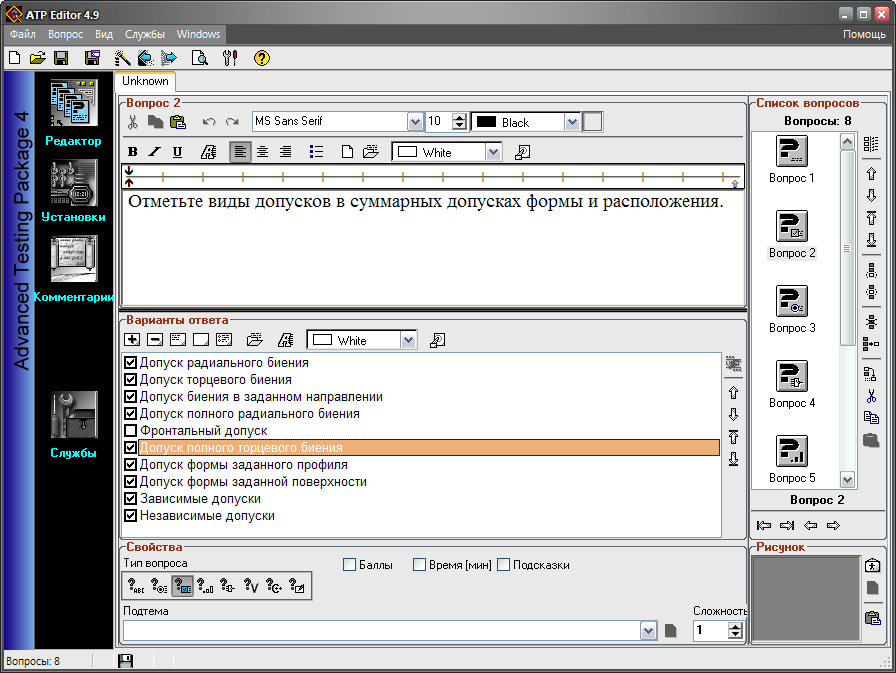 ATP Editor 4.9
Файл Вопрос Вид Службы Windows Помощь
Unknown
Advanced Testing Package 4
Редактор
Установки
Комментарии
Службы
Вопрос 2
MS Sans Serif 10 Black
B I U White
Отметьте виды допусков в суммарных допусках формы и расположения.
Варианты ответа
White
Допуск радиального биения
Допуск торцевого биения
Допуск биения в заданном направлении
Допуск полного радиального биения
Фронтальный допуск
Допуск полного торцевого биения
Допуск формы заданного профиля
Допуск формы заданной поверхности
Зависимые допуски
Независимые допуски
Свойства
Тип вопроса
Баллы Время [мин] Подсказки
Подтема
Сложность
1
Список вопросов
Вопросы: 8
Вопрос 1
Вопрос 2
Вопрос 3
Вопрос 4
Вопрос 5
Вопрос 2
Рисунок
Вопросы: 8